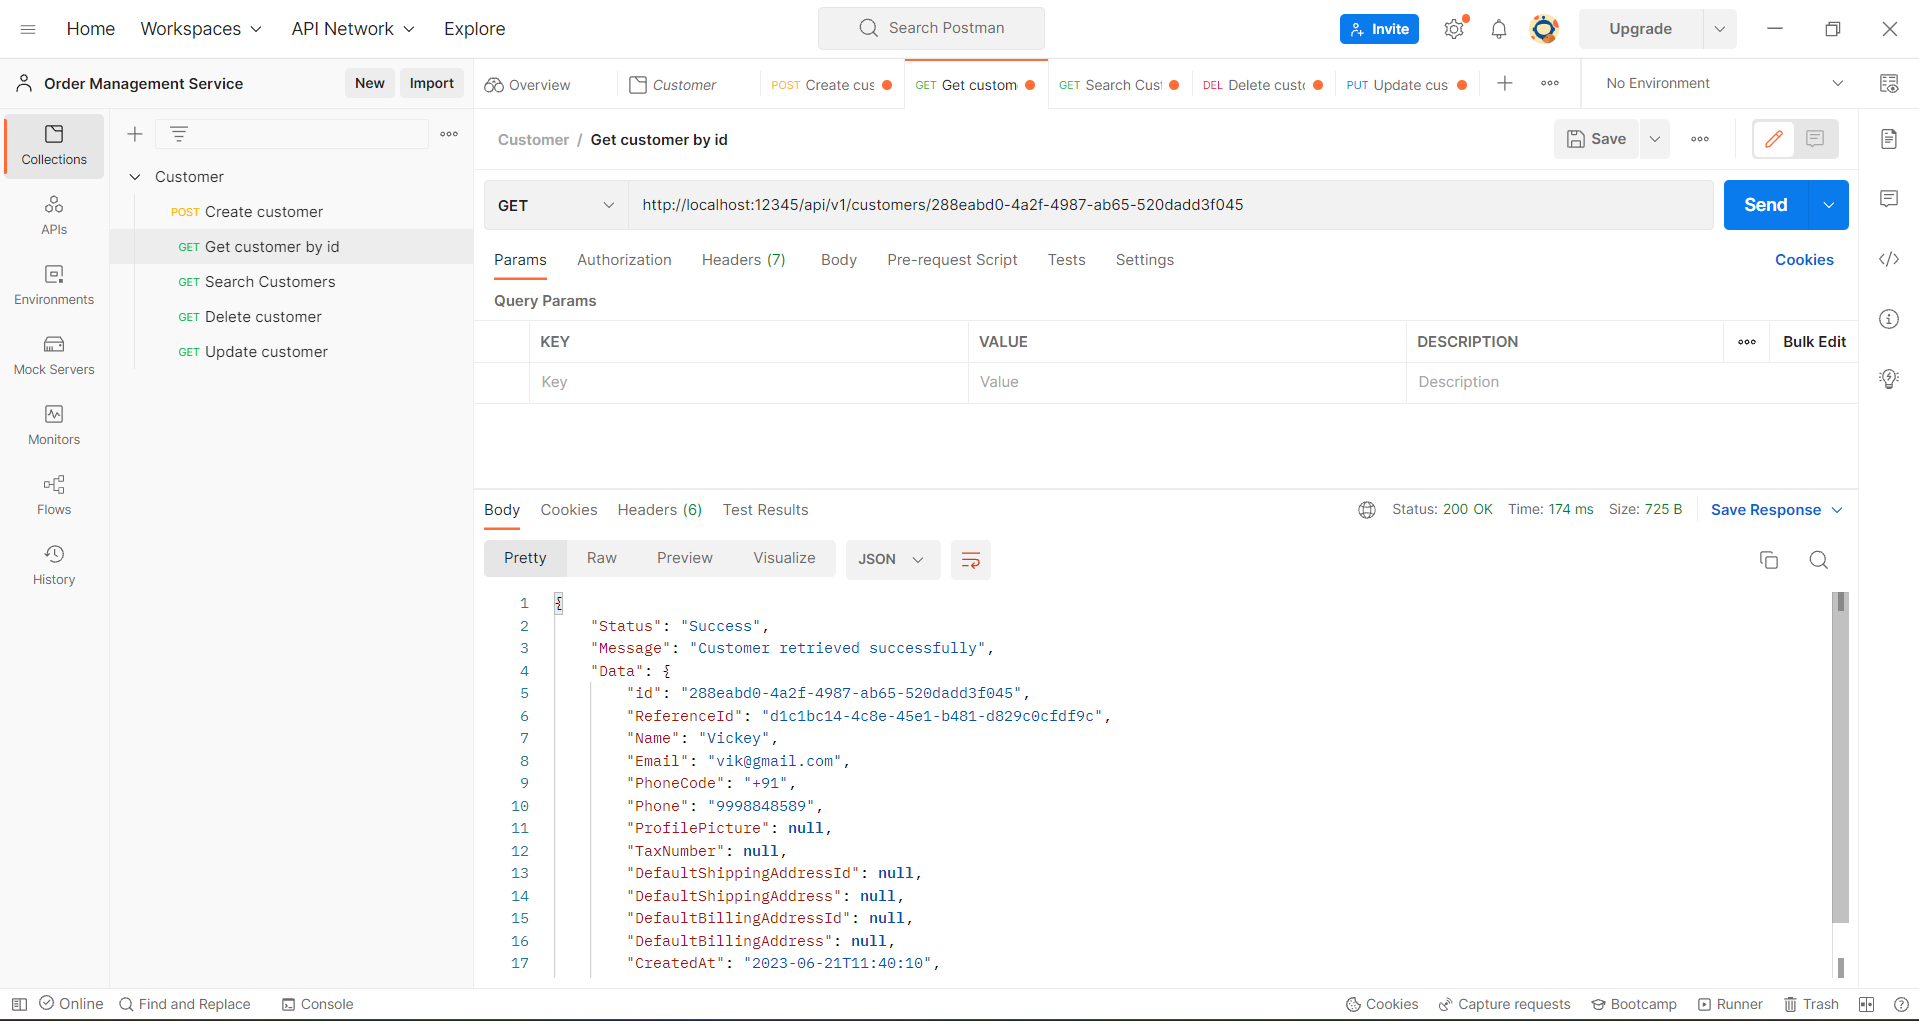 Home Workspaces API Network Explore Search Postman Invite Upgrade
Order Management Service New Import Overview Customer POST Create cus GET Get custom GET Search Cust DEL Delete custo PUT Update cus No Environment
Collections
APIs
Environments
Mock Servers
Monitors
Flows
History
Customer
POST Create customer
GET Get customer by id
GET Search Customers
GET Delete customer
GET Update customer
Customer / Get customer by id Save
GET http://localhost:12345/api/v1/customers/288eabd0-4a2f-4987-ab65-520dadd3f045 Send
Params Authorization Headers (7) Body Pre-request Script Tests Settings Cookies
Query Params
KEY VALUE DESCRIPTION Bulk Edit
Key Value Description
Body Cookies Headers (6) Test Results Status: 200 OK Time: 174 ms Size: 725 B Save Response
Pretty Raw Preview Visualize JSON
1 {
2 "Status": "Success",
3 "Message": "Customer retrieved successfully",
4 "Data": {
5 "id": "288eabd0-4a2f-4987-ab65-520dadd3f045",
6 "ReferenceId": "d1c1bc14-4c8e-45e1-b481-d829c0cfdf9c",
7 "Name": "Vickey",
8 "Email": "vik@gmail.com",
9 "PhoneCode": "+91",
10 "Phone": "9998848589",
11 "ProfilePicture": null,
12 "TaxNumber": null,
13 "DefaultShippingAddressId": null,
14 "DefaultShippingAddress": null,
15 "DefaultBillingAddressId": null,
16 "DefaultBillingAddress": null,
17 "CreatedAt": "2023-06-21T11:40:10",
Online Find and Replace Console Cookies Capture requests Bootcamp Runner Trash